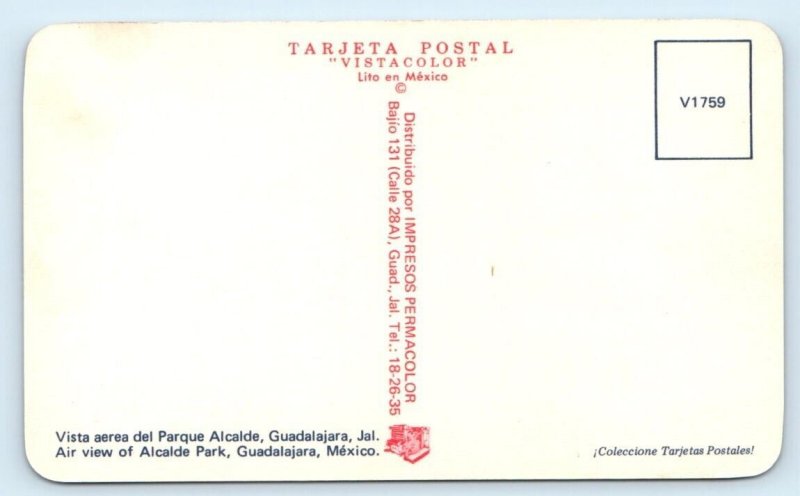 TARJETA POSTAL
"VISTACOLOR"
Lito en México
©
Distribuido por IMPRESOS PERMACOLOR
Bajío 131 (Calle 28A), Guad., Jal. Tel.: 18-26-35
V1759
Vista aerea del Parque Alcalde, Guadalajara, Jal.
Air view of Alcalde Park, Guadalajara, México.
¡Coleccione Tarjetas Postales!